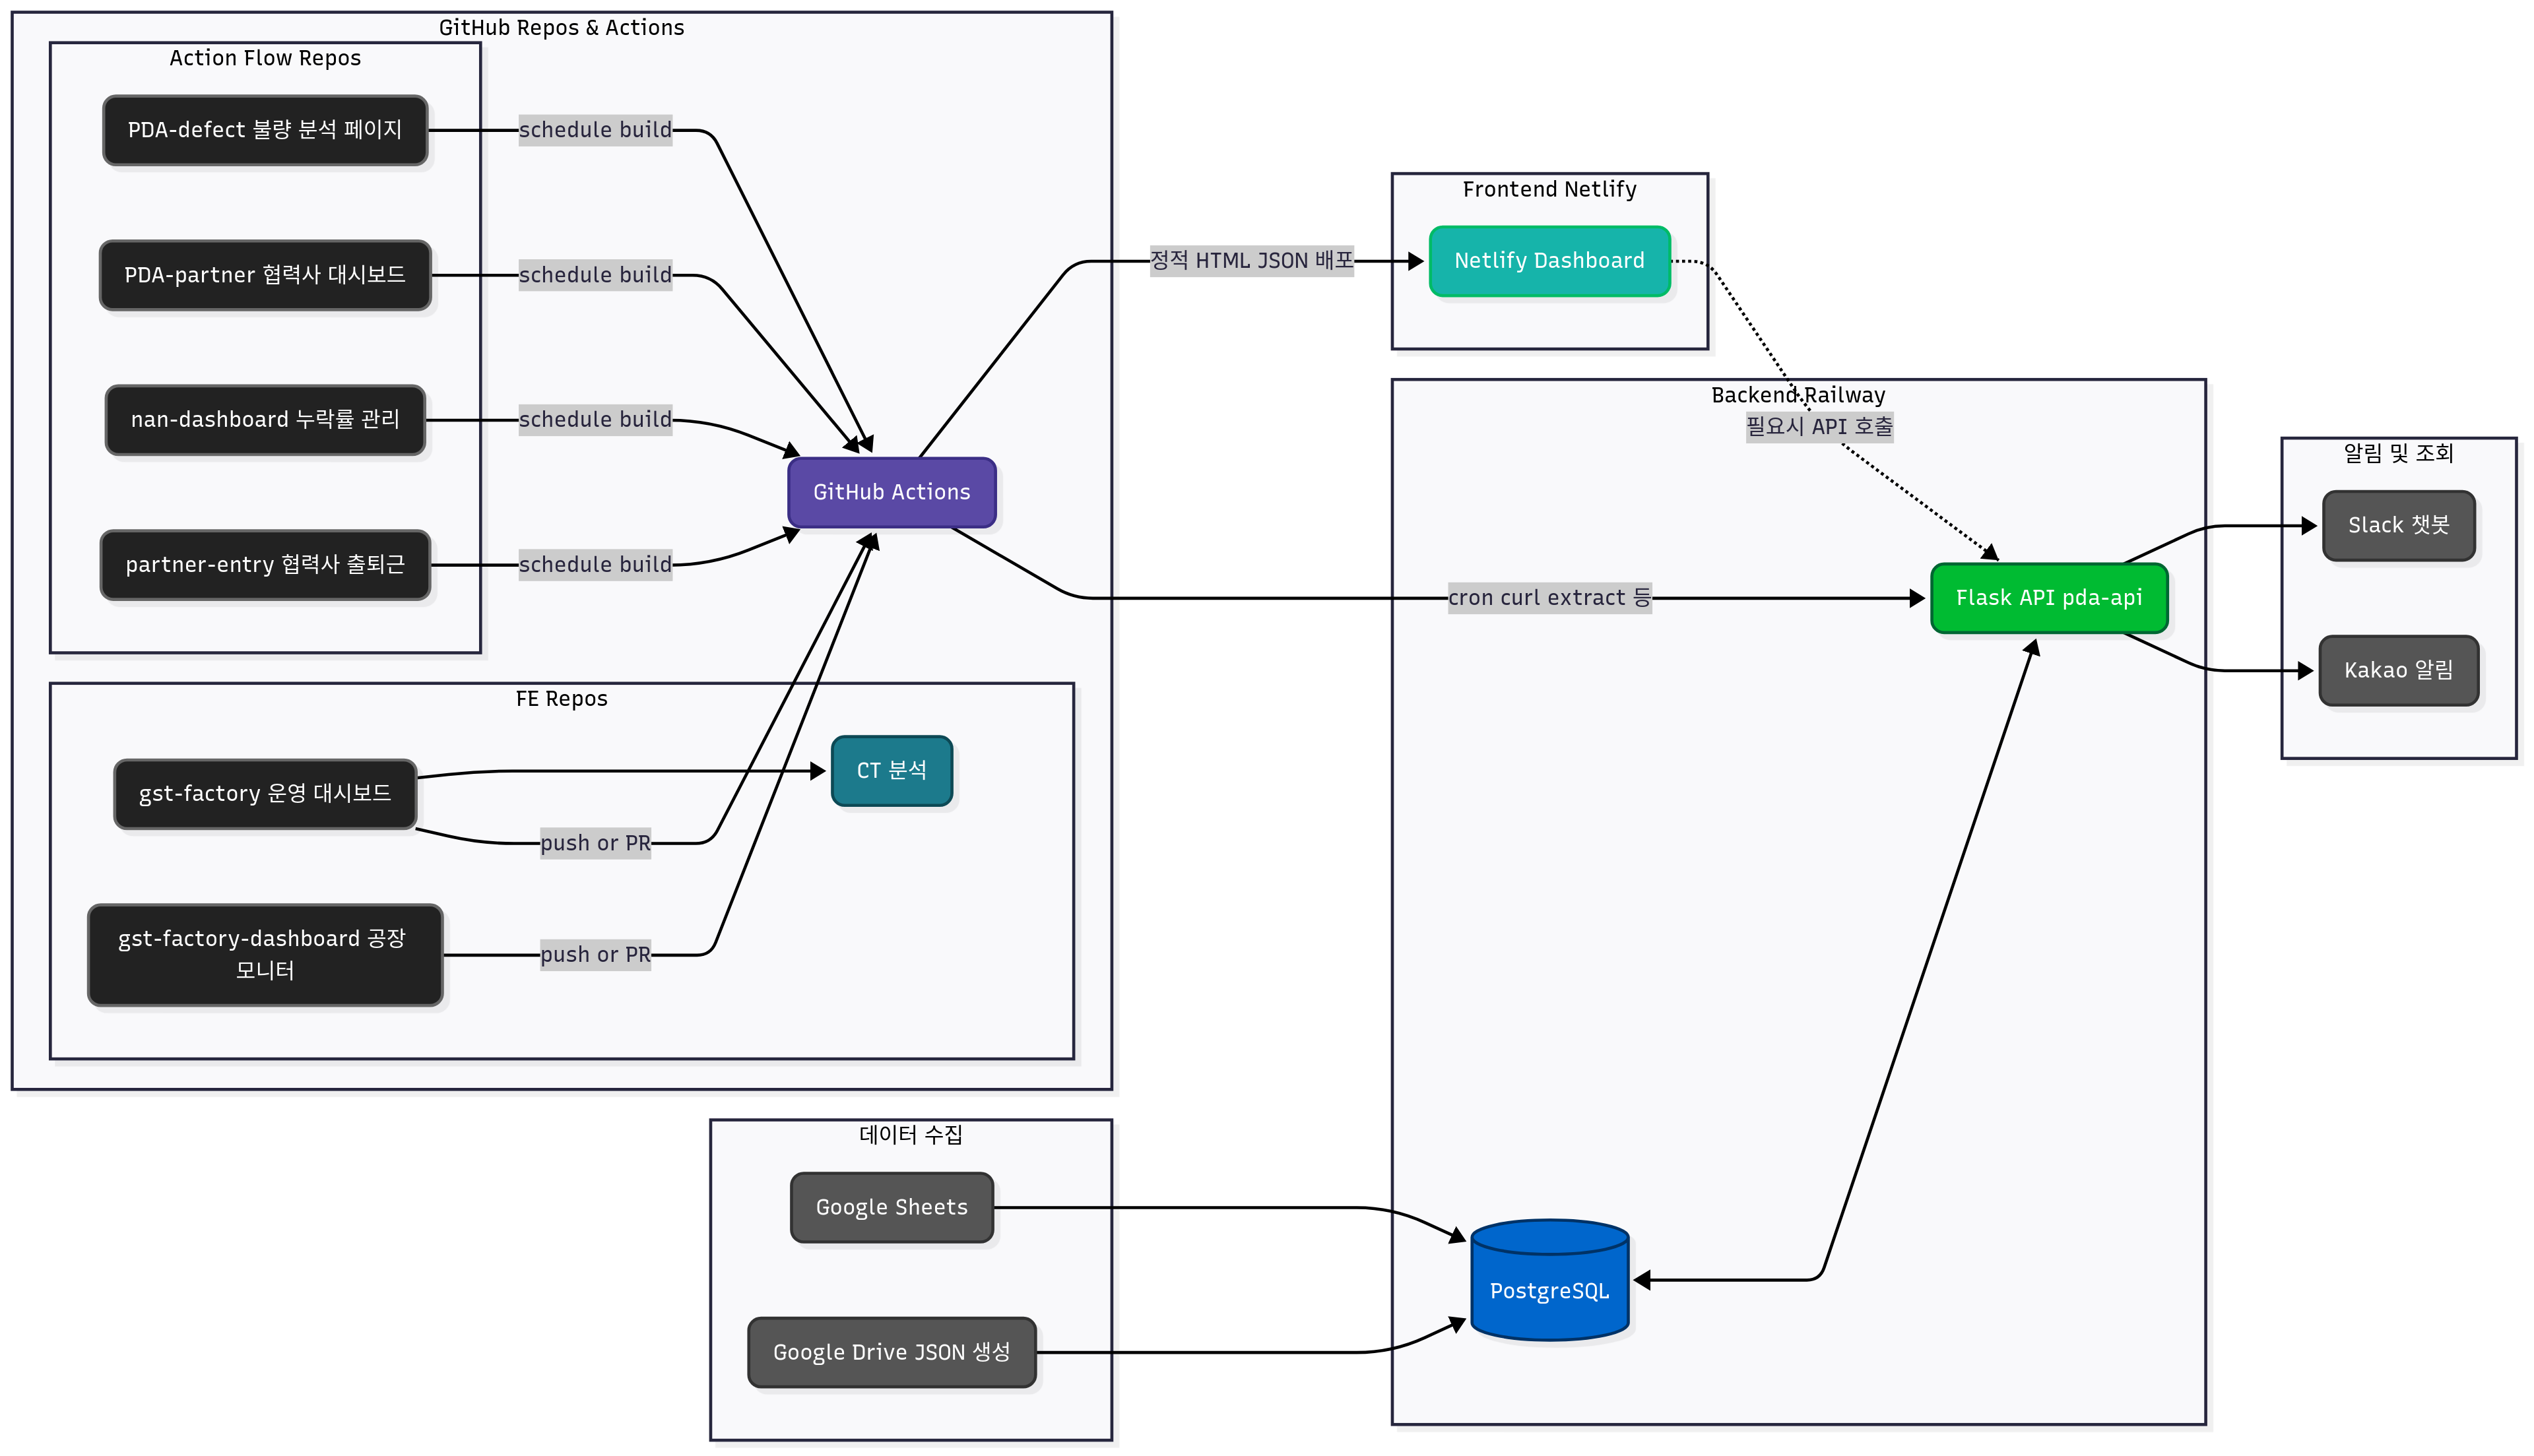 GitHub Repos & Actions
Action Flow Repos
PDA-defect 불량 분석 페이지
schedule build
PDA-partner 협력사 대시보드
schedule build
nan-dashboard 누락률 관리
schedule build
partner-entry 협력사 출퇴근
schedule build
GitHub Actions
FE Repos
gst-factory 운영 대시보드
CT 분석
push or PR
gst-factory-dashboard 공장
모니터
push or PR
정적 HTML JSON 배포
Frontend Netlify
Netlify Dashboard
Backend Railway
필요시 API 호출
cron curl extract 등
Flask API pda-api
알림 및 조회
Slack 챗봇
Kakao 알림
데이터 수집
Google Sheets
Google Drive JSON 생성
PostgreSQL